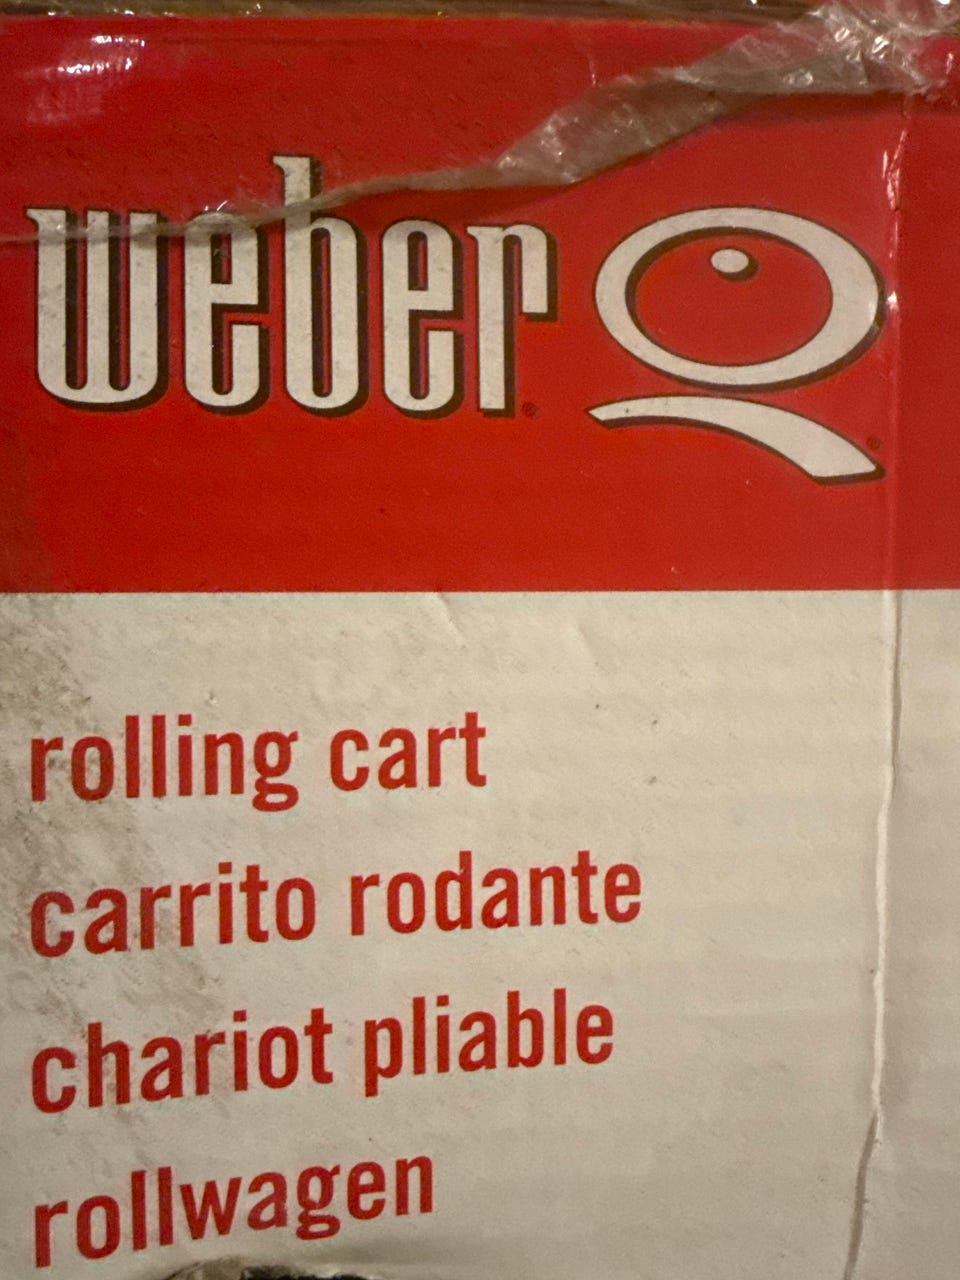 weber® Q®
rolling cart
carrito rodante
chariot pliable
rollwagen